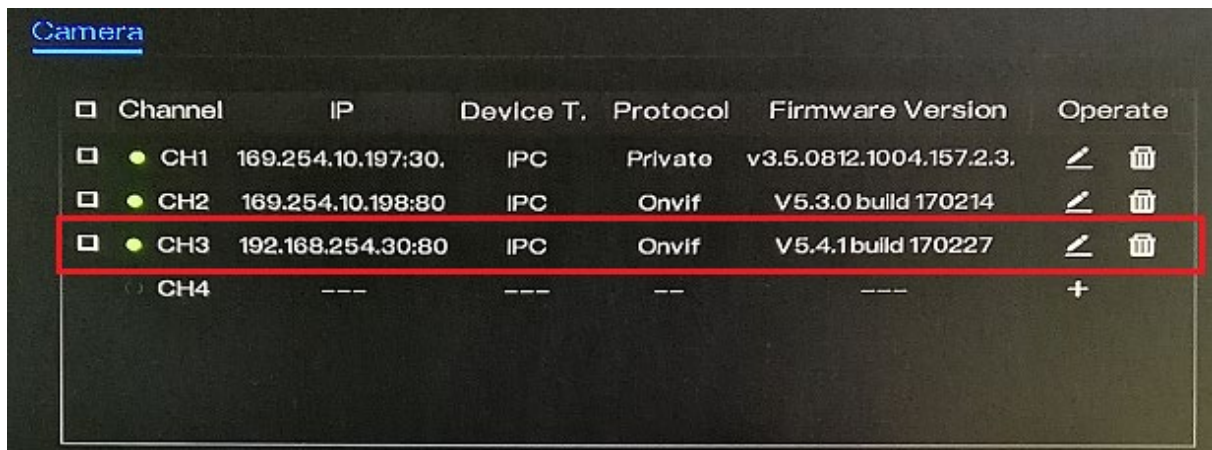 Camera
Channel IP Device T. Protocol Firmware Version Operate
CH1 169.254.10.197:30. IPC Private v3.5.0812.1004.157.2.3.
CH2 169.254.10.198:80 IPC Onvif V5.3.0 build 170214
CH3 192.168.254.30:80 IPC Onvif V5.4.1 build 170227
CH4 --- --- -- --- +